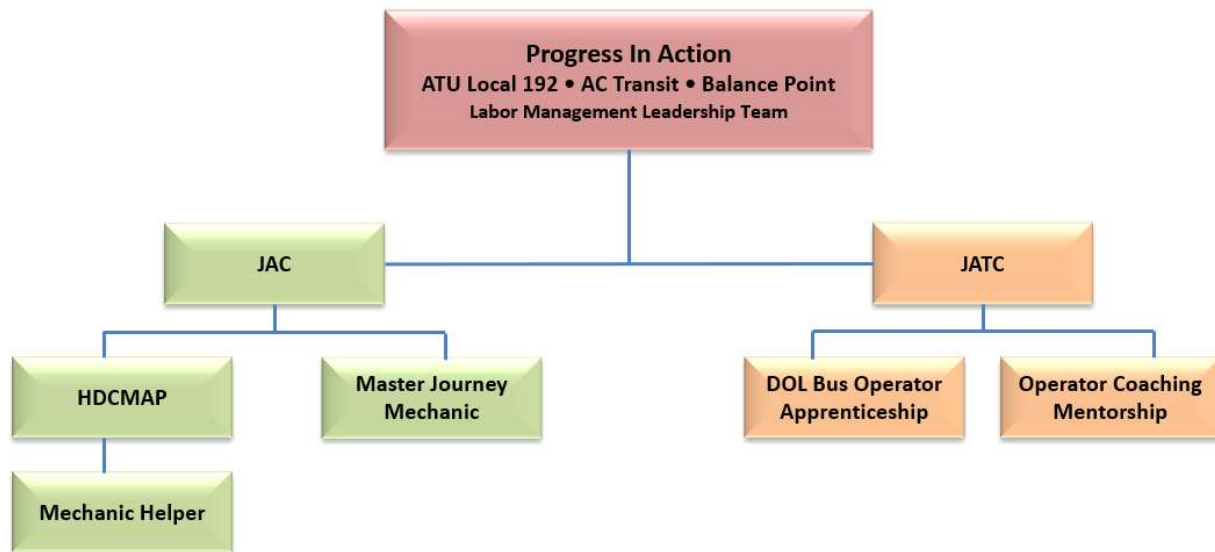 Progress In Action
ATU Local 192 • AC Transit • Balance Point
Labor Management Leadership Team
JAC
JATC
HDCMAP
Master Journey
Mechanic
DOL Bus Operator
Apprenticeship
Operator Coaching
Mentorship
Mechanic Helper